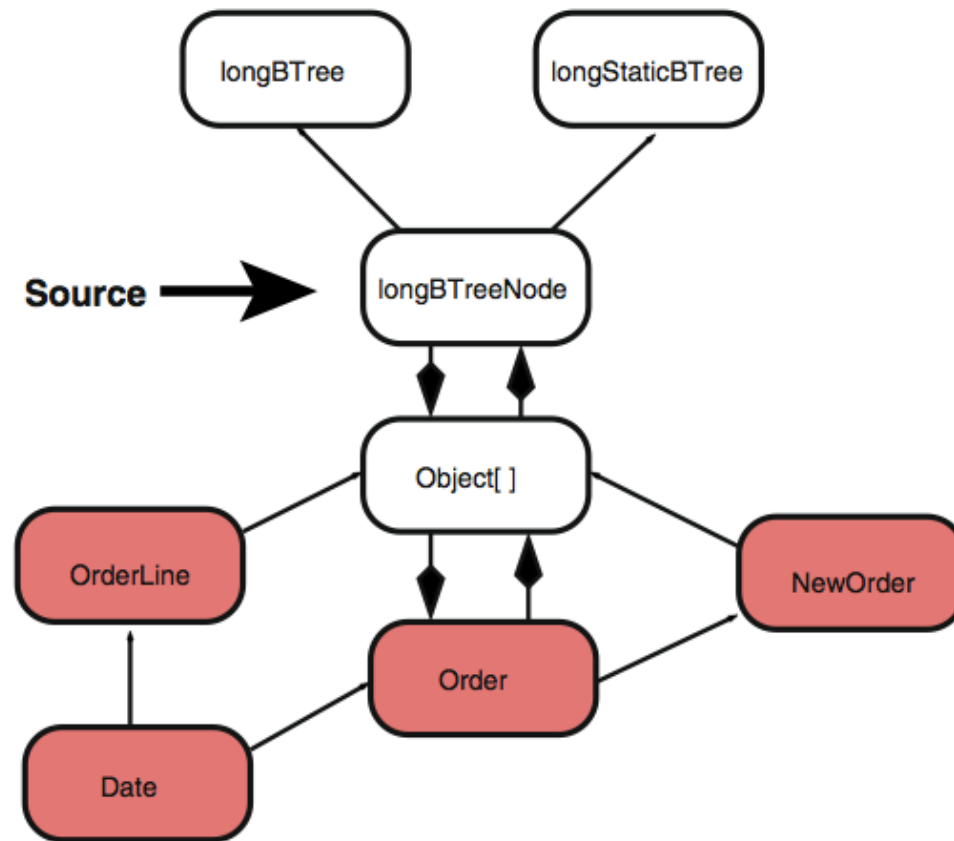 longBTree
longStaticBTree
Source
longBTreeNode
Object[ ]
OrderLine
NewOrder
Order
Date